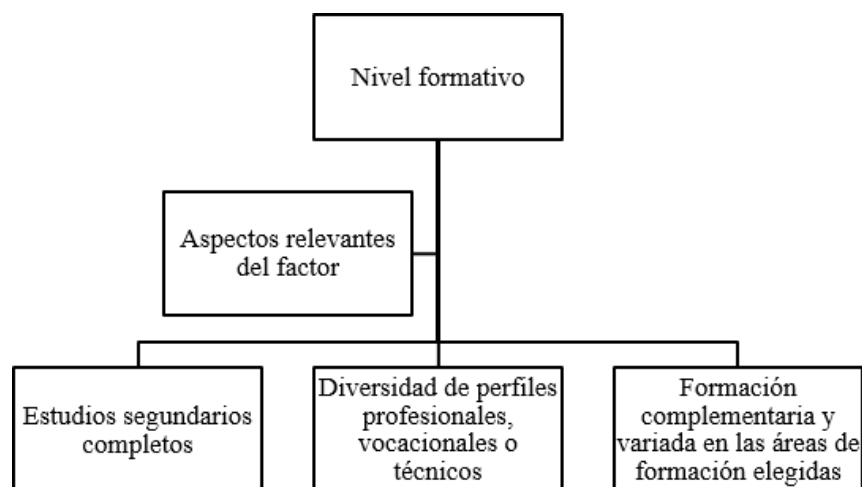 Nivel formativo
Aspectos relevantes
del factor
Estudios segundarios
completos
Diversidad de perfiles
profesionales,
vocacionales o
técnicos
Formación
complementaria y
variada en las áreas de
formación elegidas